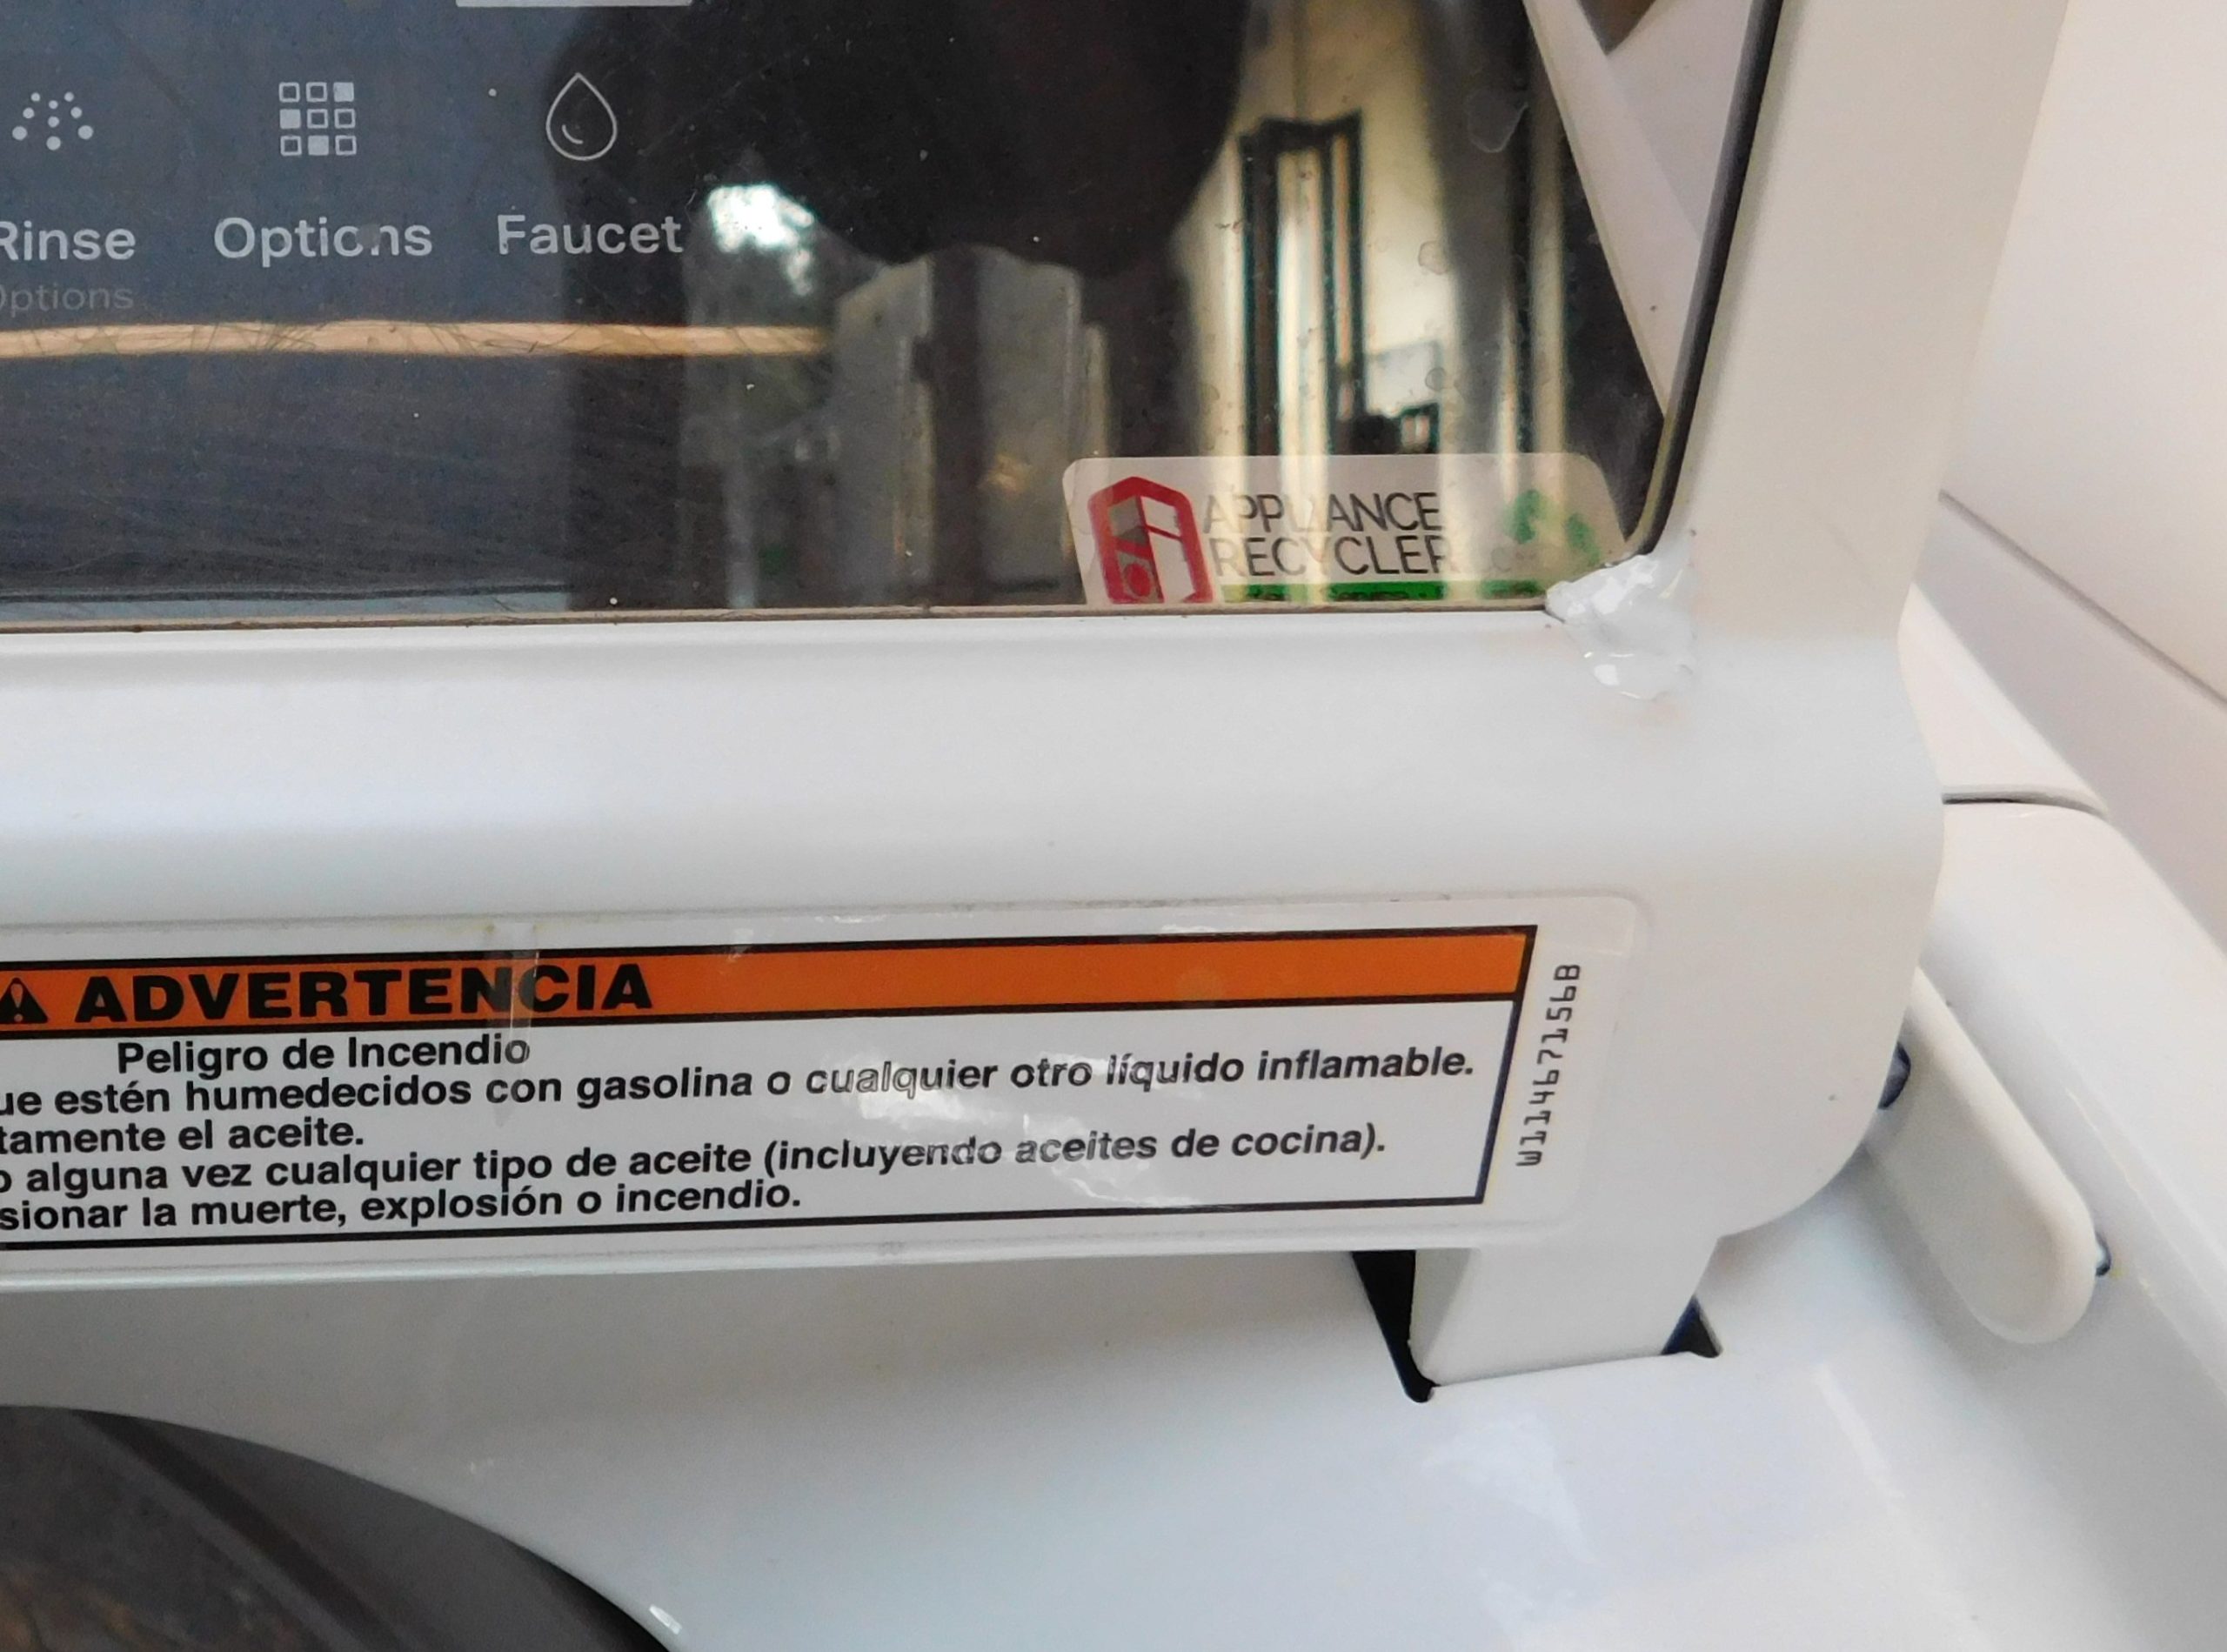 Rinse
Options
Faucet
Options
APPLIANCE
RECYCLER
ADVERTENCIA
Peligro de Incendio
ue estén humedecidos con gasolina o cualquier otro líquido inflamable.
tamente el aceite.
o alguna vez cualquier tipo de aceite (incluyendo aceites de cocina).
sionar la muerte, explosión o incendio.
W11467156B